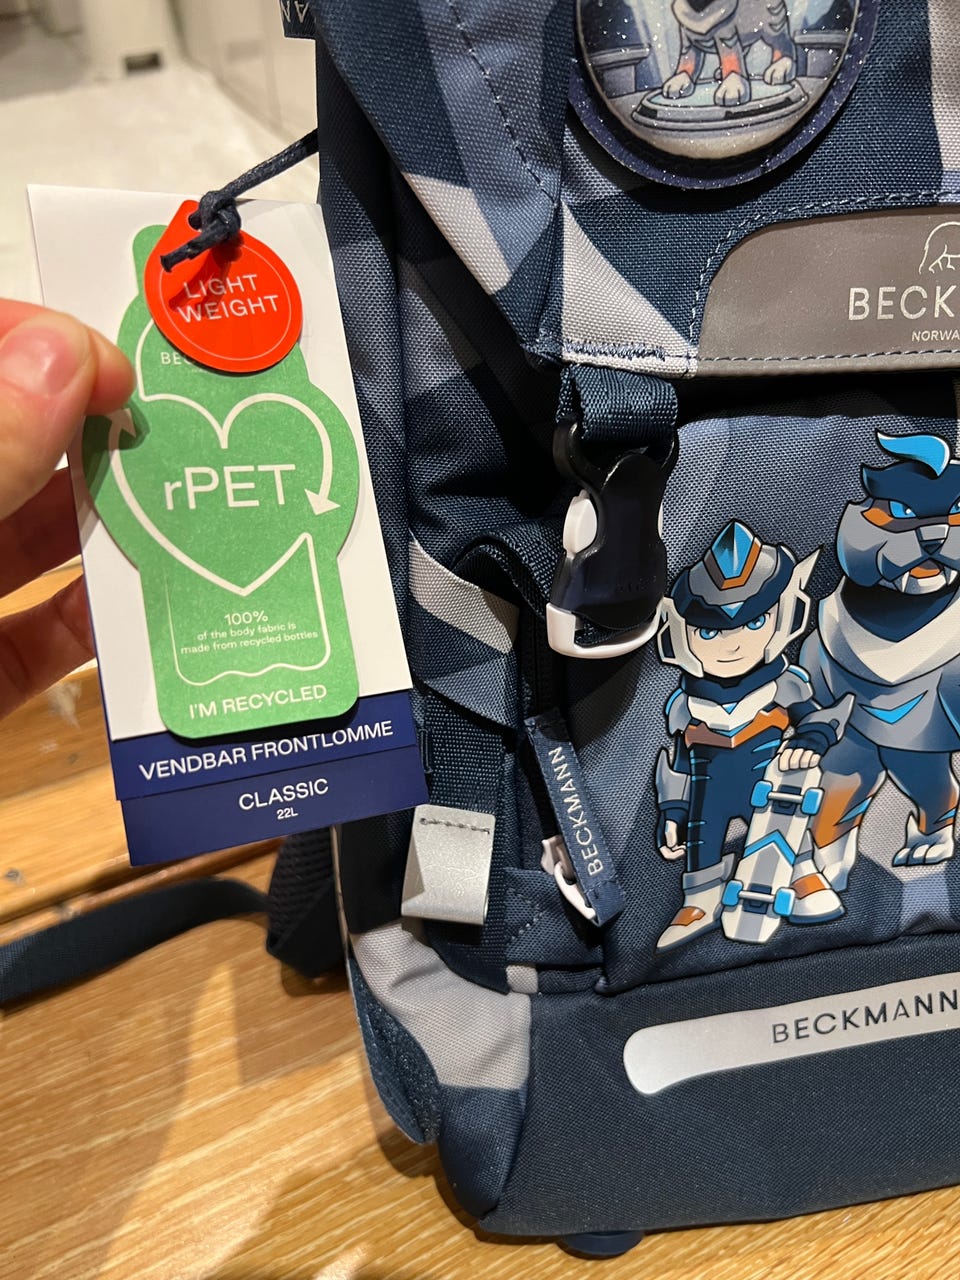 LIGHT
WEIGHT
rPET
100%
of the body fabric is
made from recycled bottles
I'M RECYCLED
VENDBAR FRONTLOMME
CLASSIC
22L
BECK
NORWA
BECKMANN
BECKMANN